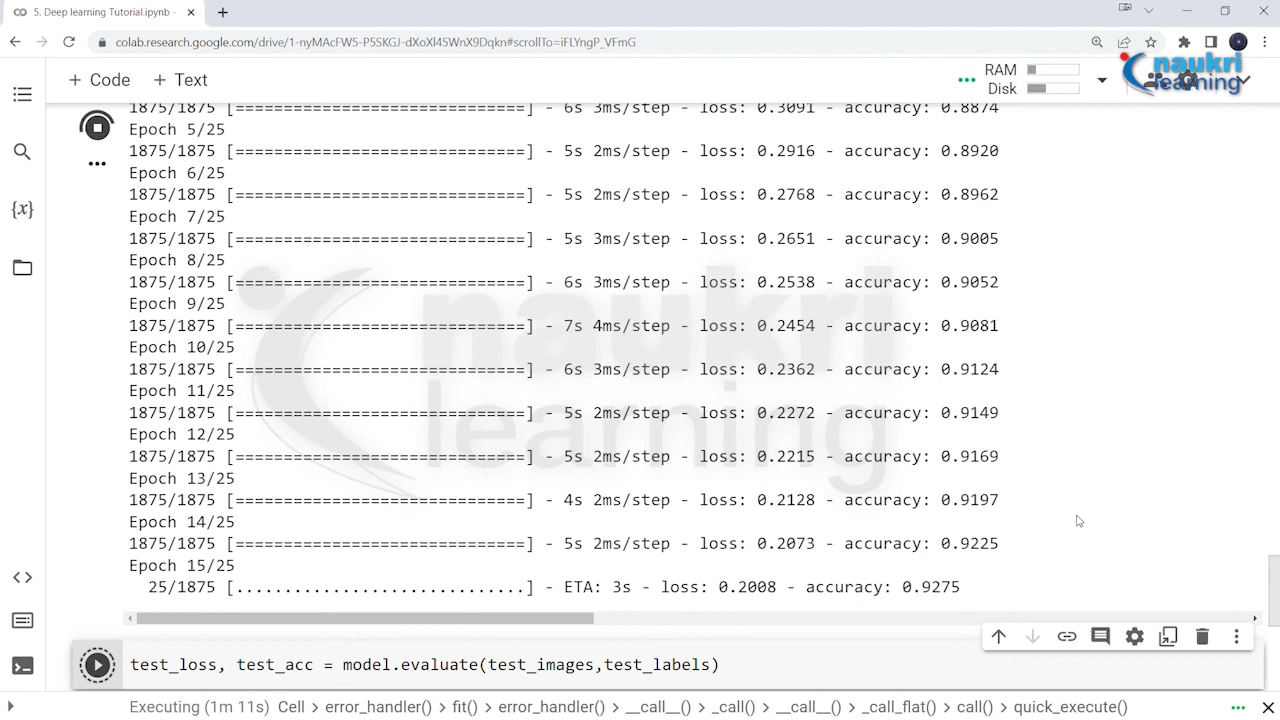 5. Deep learning Tutorial.ipynb -
colab.research.google.com/drive/1-nyMAcFW5-P5SKGJ-dXoXl45WnX9Dqkn#scrollTo=iFLYngP_VFmG
+ Code + Text
RAM
Disk
naukri
learning
1875/1875 [==============================] - 6s 3ms/step - loss: 0.3091 - accuracy: 0.8874
Epoch 5/25
1875/1875 [==============================] - 5s 2ms/step - loss: 0.2916 - accuracy: 0.8920
Epoch 6/25
1875/1875 [==============================] - 5s 2ms/step - loss: 0.2768 - accuracy: 0.8962
Epoch 7/25
1875/1875 [==============================] - 5s 3ms/step - loss: 0.2651 - accuracy: 0.9005
Epoch 8/25
1875/1875 [==============================] - 6s 3ms/step - loss: 0.2538 - accuracy: 0.9052
Epoch 9/25
1875/1875 [==============================] - 7s 4ms/step - loss: 0.2454 - accuracy: 0.9081
Epoch 10/25
1875/1875 [==============================] - 6s 3ms/step - loss: 0.2362 - accuracy: 0.9124
Epoch 11/25
1875/1875 [==============================] - 5s 2ms/step - loss: 0.2272 - accuracy: 0.9149
Epoch 12/25
1875/1875 [==============================] - 5s 2ms/step - loss: 0.2215 - accuracy: 0.9169
Epoch 13/25
1875/1875 [==============================] - 4s 2ms/step - loss: 0.2128 - accuracy: 0.9197
Epoch 14/25
1875/1875 [==============================] - 5s 2ms/step - loss: 0.2073 - accuracy: 0.9225
Epoch 15/25
25/1875 [..............................] - ETA: 3s - loss: 0.2008 - accuracy: 0.9275
naukri
learning
test_loss, test_acc = model.evaluate(test_images,test_labels)
Executing (1m 11s) Cell > error_handler() > fit() > error_handler() > __call__() > _call() > __call__() > _call_flat() > call() > quick_execute()